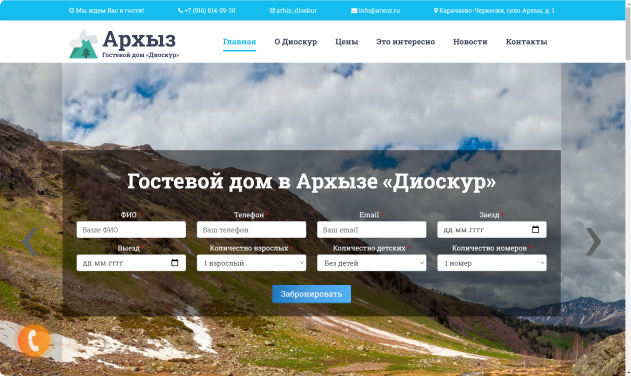 Мы ждем Вас в гости!
+7 (916) 814-59-20
arhiz_dioskur
info@arxuz.ru
Карачаево-Черкесия, село Архыз, д. 1
Архыз
Гостевой дом «Диоскур»
Главная
О Диоскур
Цены
Это интересно
Новости
Контакты
Гостевой дом в Архызе «Диоскур»
ФИО *
Телефон *
Email *
Заезд *
Ваше ФИО
Ваш телефон
Ваш email
дд.мм.гггг
Выезд *
Количество взрослых *
Количество детских *
Количество номеров *
дд.мм.гггг
1 взрослый
Без детей
1 номер
Забронировать